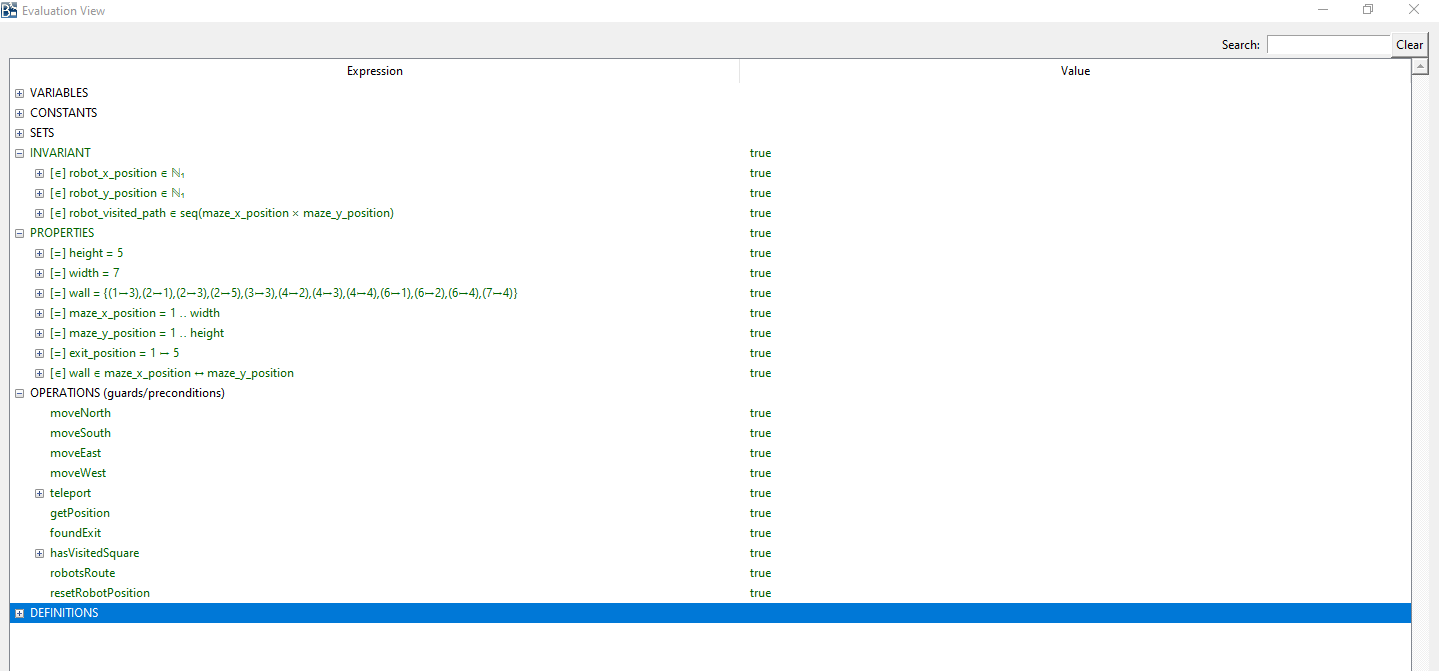 Evaluation View
Search: Clear
Expression Value
VARIABLES
CONSTANTS
SETS
INVARIANT true
[∈] robot_x_position ∈ ℕ₁ true
[∈] robot_y_position ∈ ℕ₁ true
[∈] robot_visited_path ∈ seq(maze_x_position × maze_y_position) true
PROPERTIES true
[=] height = 5 true
[=] width = 7 true
[=] wall = {(1↦3),(2↦1),(2↦3),(2↦5),(3↦3),(4↦2),(4↦3),(4↦4),(6↦1),(6↦2),(6↦4),(7↦4)} true
[=] maze_x_position = 1 .. width true
[=] maze_y_position = 1 .. height true
[=] exit_position = 1 ↦ 5 true
[∈] wall ∈ maze_x_position ↔ maze_y_position true
OPERATIONS (guards/preconditions)
moveNorth true
moveSouth true
moveEast true
moveWest true
teleport true
getPosition true
foundExit true
hasVisitedSquare true
robotsRoute true
resetRobotPosition true
DEFINITIONS